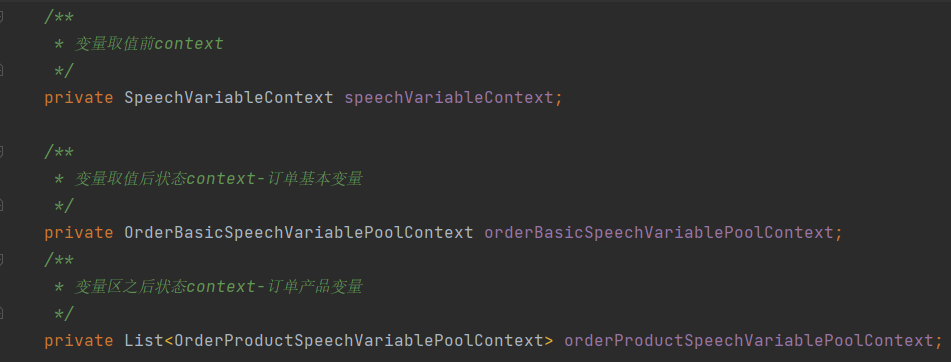 /**
* 变量取值前context
*/
private SpeechVariableContext speechVariableContext;
/**
* 变量取值后状态context-订单基本变量
*/
private OrderBasicSpeechVariablePoolContext orderBasicSpeechVariablePoolContext;
/**
* 变量区之后状态context-订单产品变量
*/
private List<OrderProductSpeechVariablePoolContext> orderProductSpeechVariablePoolContext;